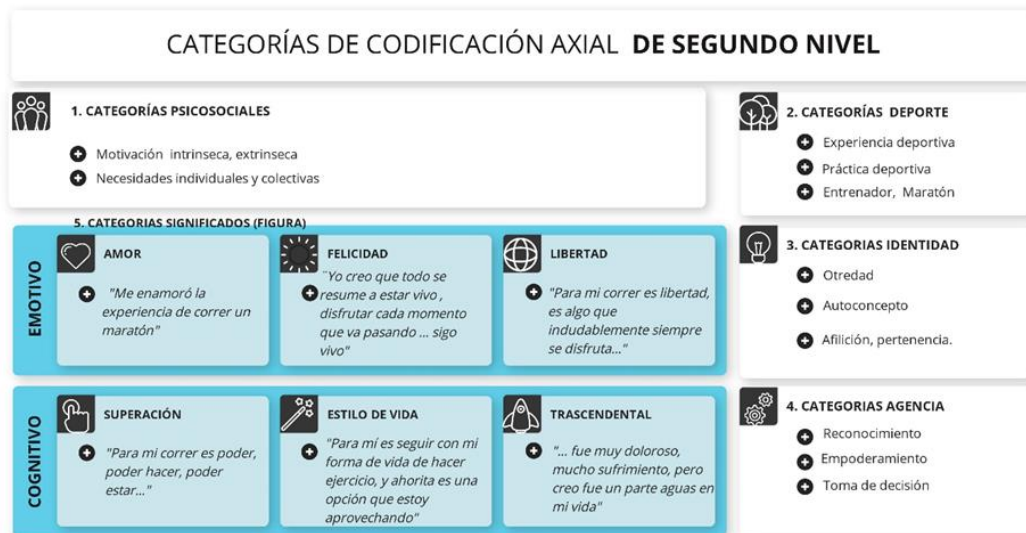 CATEGORÍAS DE CODIFICACIÓN AXIAL DE SEGUNDO NIVEL
1. CATEGORÍAS PSICOSOCIALES
Motivación intrinseca, extrinseca
Necesidades individuales y colectivas
2. CATEGORÍAS DEPORTE
Experiencia deportiva
Práctica deportiva
Entrenador, Maratón
3. CATEGORIAS IDENTIDAD
Otredad
Autoconcepto
Afilición, pertenencia.
4. CATEGORIAS AGENCIA
Reconocimiento
Empoderamiento
Toma de decisión
5. CATEGORIAS SIGNIFICADOS (FIGURA)
EMOTIVO
AMOR
"Me enamoró la
experiencia de correr un
maratón"
FELICIDAD
"Yo creo que todo se
resume a estar vivo ,
disfrutar cada momento
que va pasando ... sigo
vivo"
LIBERTAD
"Para mi correr es libertad,
es algo que
indudablemente siempre
se disfruta..."
COGNITIVO
SUPERACIÓN
"Para mi correr es poder,
poder hacer, poder
estar..."
ESTILO DE VIDA
"Para mí es seguir con mi
forma de vida de hacer
ejercicio, y ahorita es una
opción que estoy
aprovechando"
TRASCENDENTAL
"... fue muy doloroso,
mucho sufrimiento, pero
creo fue un parte aguas en
mi vida"